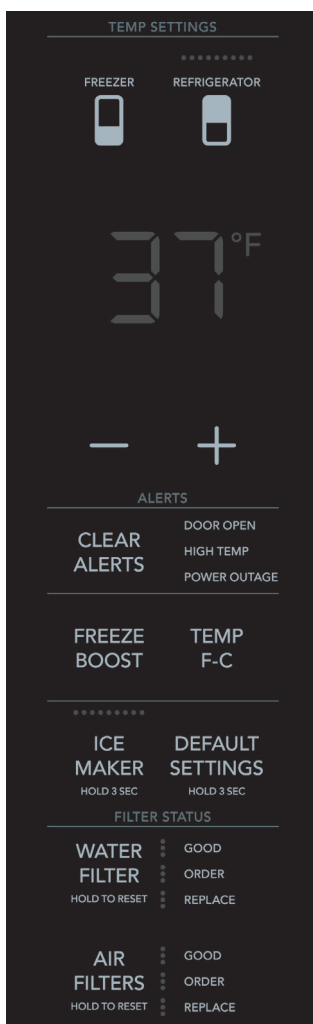 TEMP SETTINGS
FREEZER REFRIGERATOR
37°F
− +
ALERTS
CLEAR ALERTS
DOOR OPEN
HIGH TEMP
POWER OUTAGE
FREEZE BOOST
TEMP F-C
ICE MAKER
HOLD 3 SEC
DEFAULT SETTINGS
HOLD 3 SEC
FILTER STATUS
WATER FILTER
HOLD TO RESET
GOOD
ORDER
REPLACE
AIR FILTERS
HOLD TO RESET
GOOD
ORDER
REPLACE